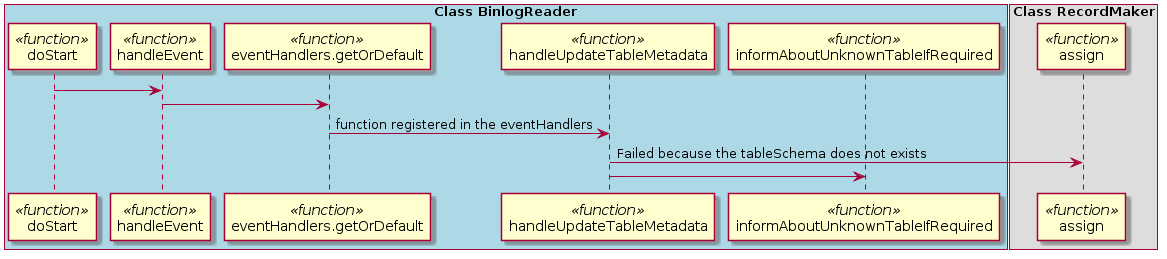 Class BinlogReader
Class RecordMaker
«function»
doStart
«function»
handleEvent
«function»
eventHandlers.getOrDefault
«function»
handleUpdateTableMetadata
«function»
informAboutUnknownTableIfRequired
«function»
assign
function registered in the eventHandlers
Failed because the tableSchema does not exists
«function»
doStart
«function»
handleEvent
«function»
eventHandlers.getOrDefault
«function»
handleUpdateTableMetadata
«function»
informAboutUnknownTableIfRequired
«function»
assign